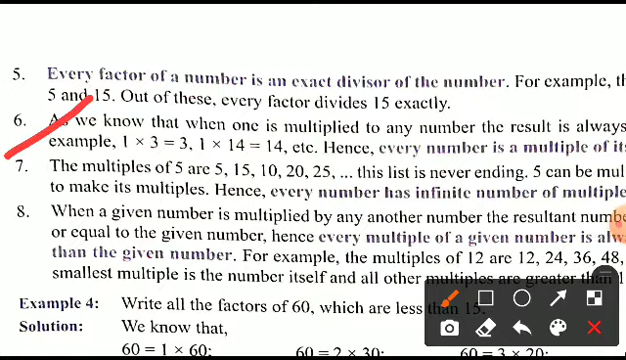 5. Every factor of a number is an exact divisor of the number. For example, th
5 and 15. Out of these, every factor divides 15 exactly.
6. As we know that when one is multiplied to any number the result is always
example, 1 × 3 = 3, 1 × 14 = 14, etc. Hence, every number is a multiple of it
7. The multiples of 5 are 5, 15, 10, 20, 25, ... this list is never ending. 5 can be mul
to make its multiples. Hence, every number has infinite number of multiple
8. When a given number is multiplied by any another number the resultant numbe
or equal to the given number, hence every multiple of a given number is alw
than the given number. For example, the multiples of 12 are 12, 24, 36, 48,
smallest multiple is the number itself and all other multiples are greater than 1
Example 4: Write all the factors of 60, which are less than 15.
Solution: We know that,
60 = 1 × 60; 60 = 2 × 30; 60 = 3 × 20;